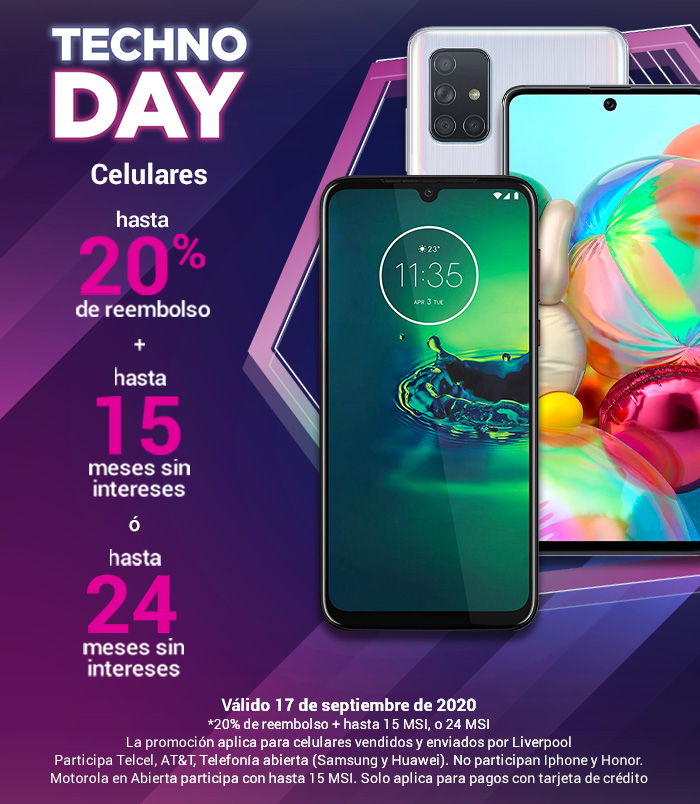 TECHNO
DAY
Celulares
hasta
20%
de reembolso
+
hasta
15
meses sin
intereses
ó
hasta
24
meses sin
intereses
23°
11:35
APR 3 TUE
Válido 17 de septiembre de 2020
*20% de reembolso + hasta 15 MSI, o 24 MSI
La promoción aplica para celulares vendidos y enviados por Liverpool
Participa Telcel, AT&T, Telefonía abierta (Samsung y Huawei). No participan Iphone y Honor.
Motorola en Abierta participa con hasta 15 MSI. Solo aplica para pagos con tarjeta de crédito